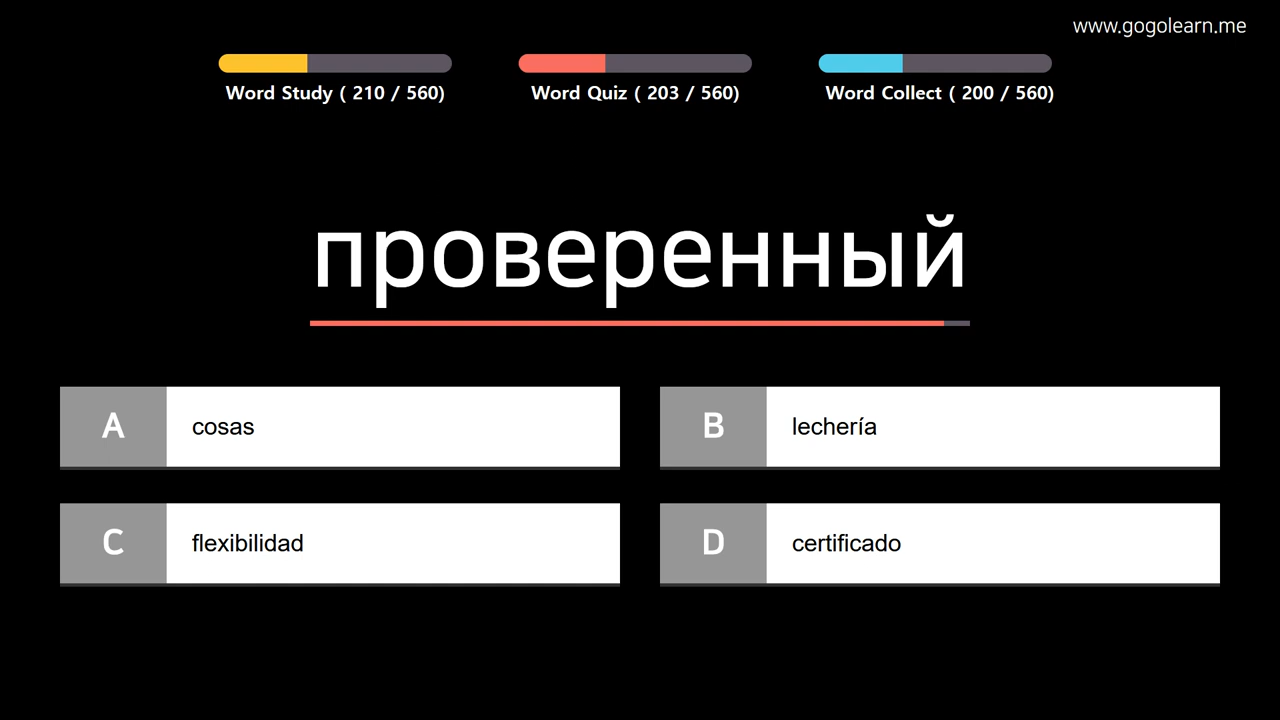 www.gogolearn.me
Word Study ( 210 / 560)
Word Quiz ( 203 / 560)
Word Collect ( 200 / 560)
проверенный
A cosas
B lechería
C flexibilidad
D certificado